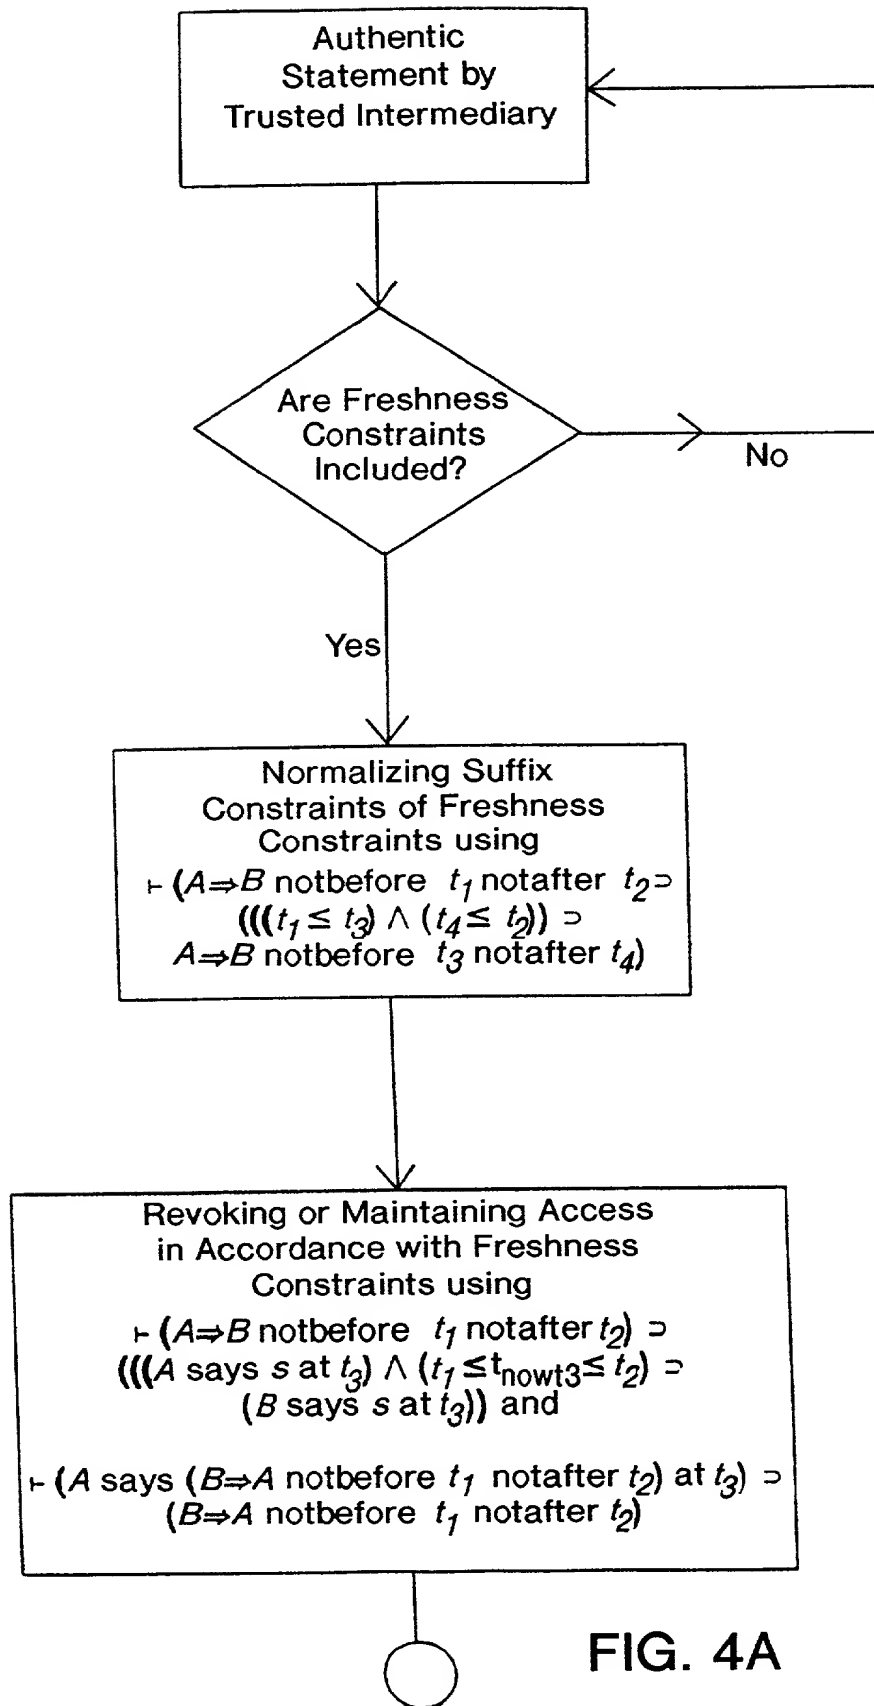 Authentic
Statement by
Trusted Intermediary
Are Freshness
Constraints
Included?
No
Yes
Normalizing Suffix
Constraints of Freshness
Constraints using
⊢ (A⇒B notbefore t₁ notafter t₂ ⊃
(((t₁ ≤ t₃) ∧ (t₄ ≤ t₂)) ⊃
A⇒B notbefore t₃ notafter t₄)
Revoking or Maintaining Access
in Accordance with Freshness
Constraints using
⊢ (A⇒B notbefore t₁ notafter t₂) ⊃
(((A says s at t₃) ∧ (t₁ ≤ t_nowt3 ≤ t₂) ⊃
(B says s at t₃)) and
⊢ (A says (B⇒A notbefore t₁ notafter t₂) at t₃) ⊃
(B⇒A notbefore t₁ notafter t₂)
FIG. 4A